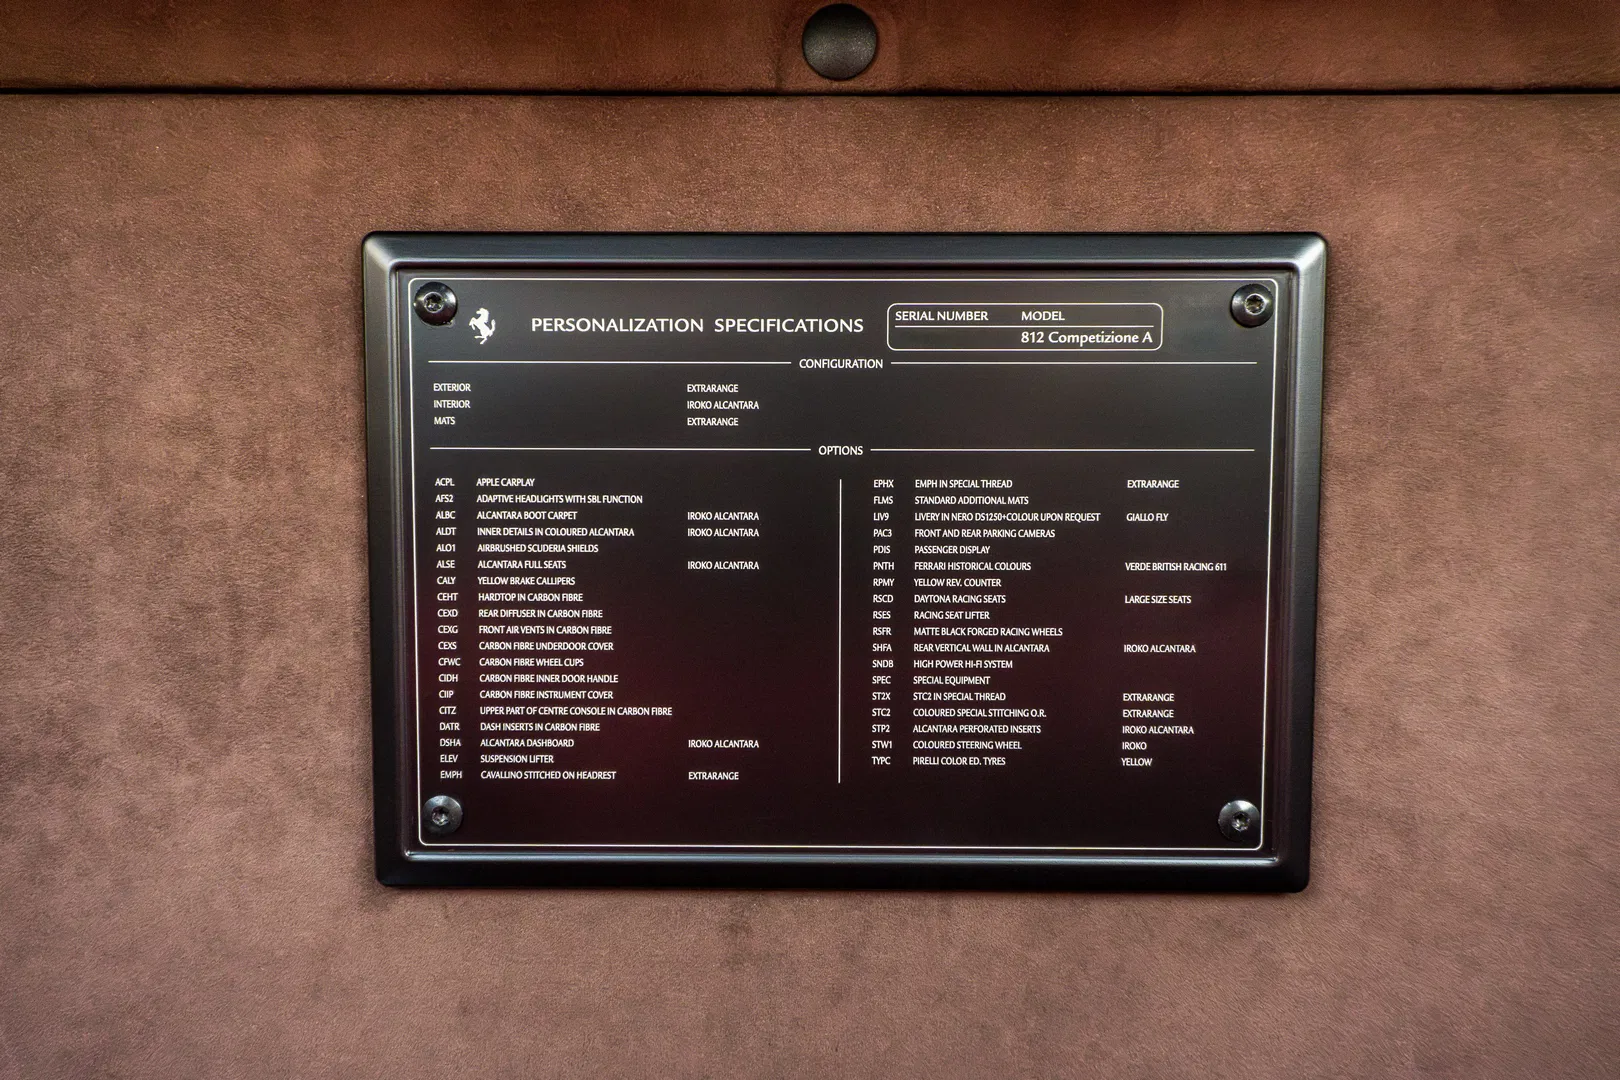 PERSONALIZATION SPECIFICATIONS
SERIAL NUMBER MODEL
812 Competizione A
CONFIGURATION
EXTERIOR EXTRARANGE
INTERIOR IROKO ALCANTARA
MATS EXTRARANGE
OPTIONS
ACPL APPLE CARPLAY
AFS2 ADAPTIVE HEADLIGHTS WITH SBL FUNCTION
ALBC ALCANTARA BOOT CARPET IROKO ALCANTARA
ALDT INNER DETAILS IN COLOURED ALCANTARA IROKO ALCANTARA
ALO1 AIRBRUSHED SCUDERIA SHIELDS
ALSE ALCANTARA FULL SEATS IROKO ALCANTARA
CALY YELLOW BRAKE CALLIPERS
CEHT HARDTOP IN CARBON FIBRE
CEXD REAR DIFFUSER IN CARBON FIBRE
CEXG FRONT AIR VENTS IN CARBON FIBRE
CEXS CARBON FIBRE UNDERDOOR COVER
CFWC CARBON FIBRE WHEEL CUPS
CIDH CARBON FIBRE INNER DOOR HANDLE
CIIP CARBON FIBRE INSTRUMENT COVER
CITZ UPPER PART OF CENTRE CONSOLE IN CARBON FIBRE
DATR DASH INSERTS IN CARBON FIBRE
DSHA ALCANTARA DASHBOARD IROKO ALCANTARA
ELEV SUSPENSION LIFTER
EMPH CAVALLINO STITCHED ON HEADREST EXTRARANGE
EPHX EMPH IN SPECIAL THREAD EXTRARANGE
FLMS STANDARD ADDITIONAL MATS
LIV9 LIVERY IN NERO DS1250+COLOUR UPON REQUEST GIALLO FLY
PAC3 FRONT AND REAR PARKING CAMERAS
PDIS PASSENGER DISPLAY
PNTH FERRARI HISTORICAL COLOURS VERDE BRITISH RACING 611
RPMY YELLOW REV. COUNTER
RSCD DAYTONA RACING SEATS LARGE SIZE SEATS
RSES RACING SEAT LIFTER
RSFR MATTE BLACK FORGED RACING WHEELS
SHFA REAR VERTICAL WALL IN ALCANTARA IROKO ALCANTARA
SNDB HIGH POWER HI-FI SYSTEM
SPEC SPECIAL EQUIPMENT
ST2X STC2 IN SPECIAL THREAD EXTRARANGE
STC2 COLOURED SPECIAL STITCHING O.R. EXTRARANGE
STP2 ALCANTARA PERFORATED INSERTS IROKO ALCANTARA
STW1 COLOURED STEERING WHEEL IROKO
TYPC PIRELLI COLOR ED. TYRES YELLOW